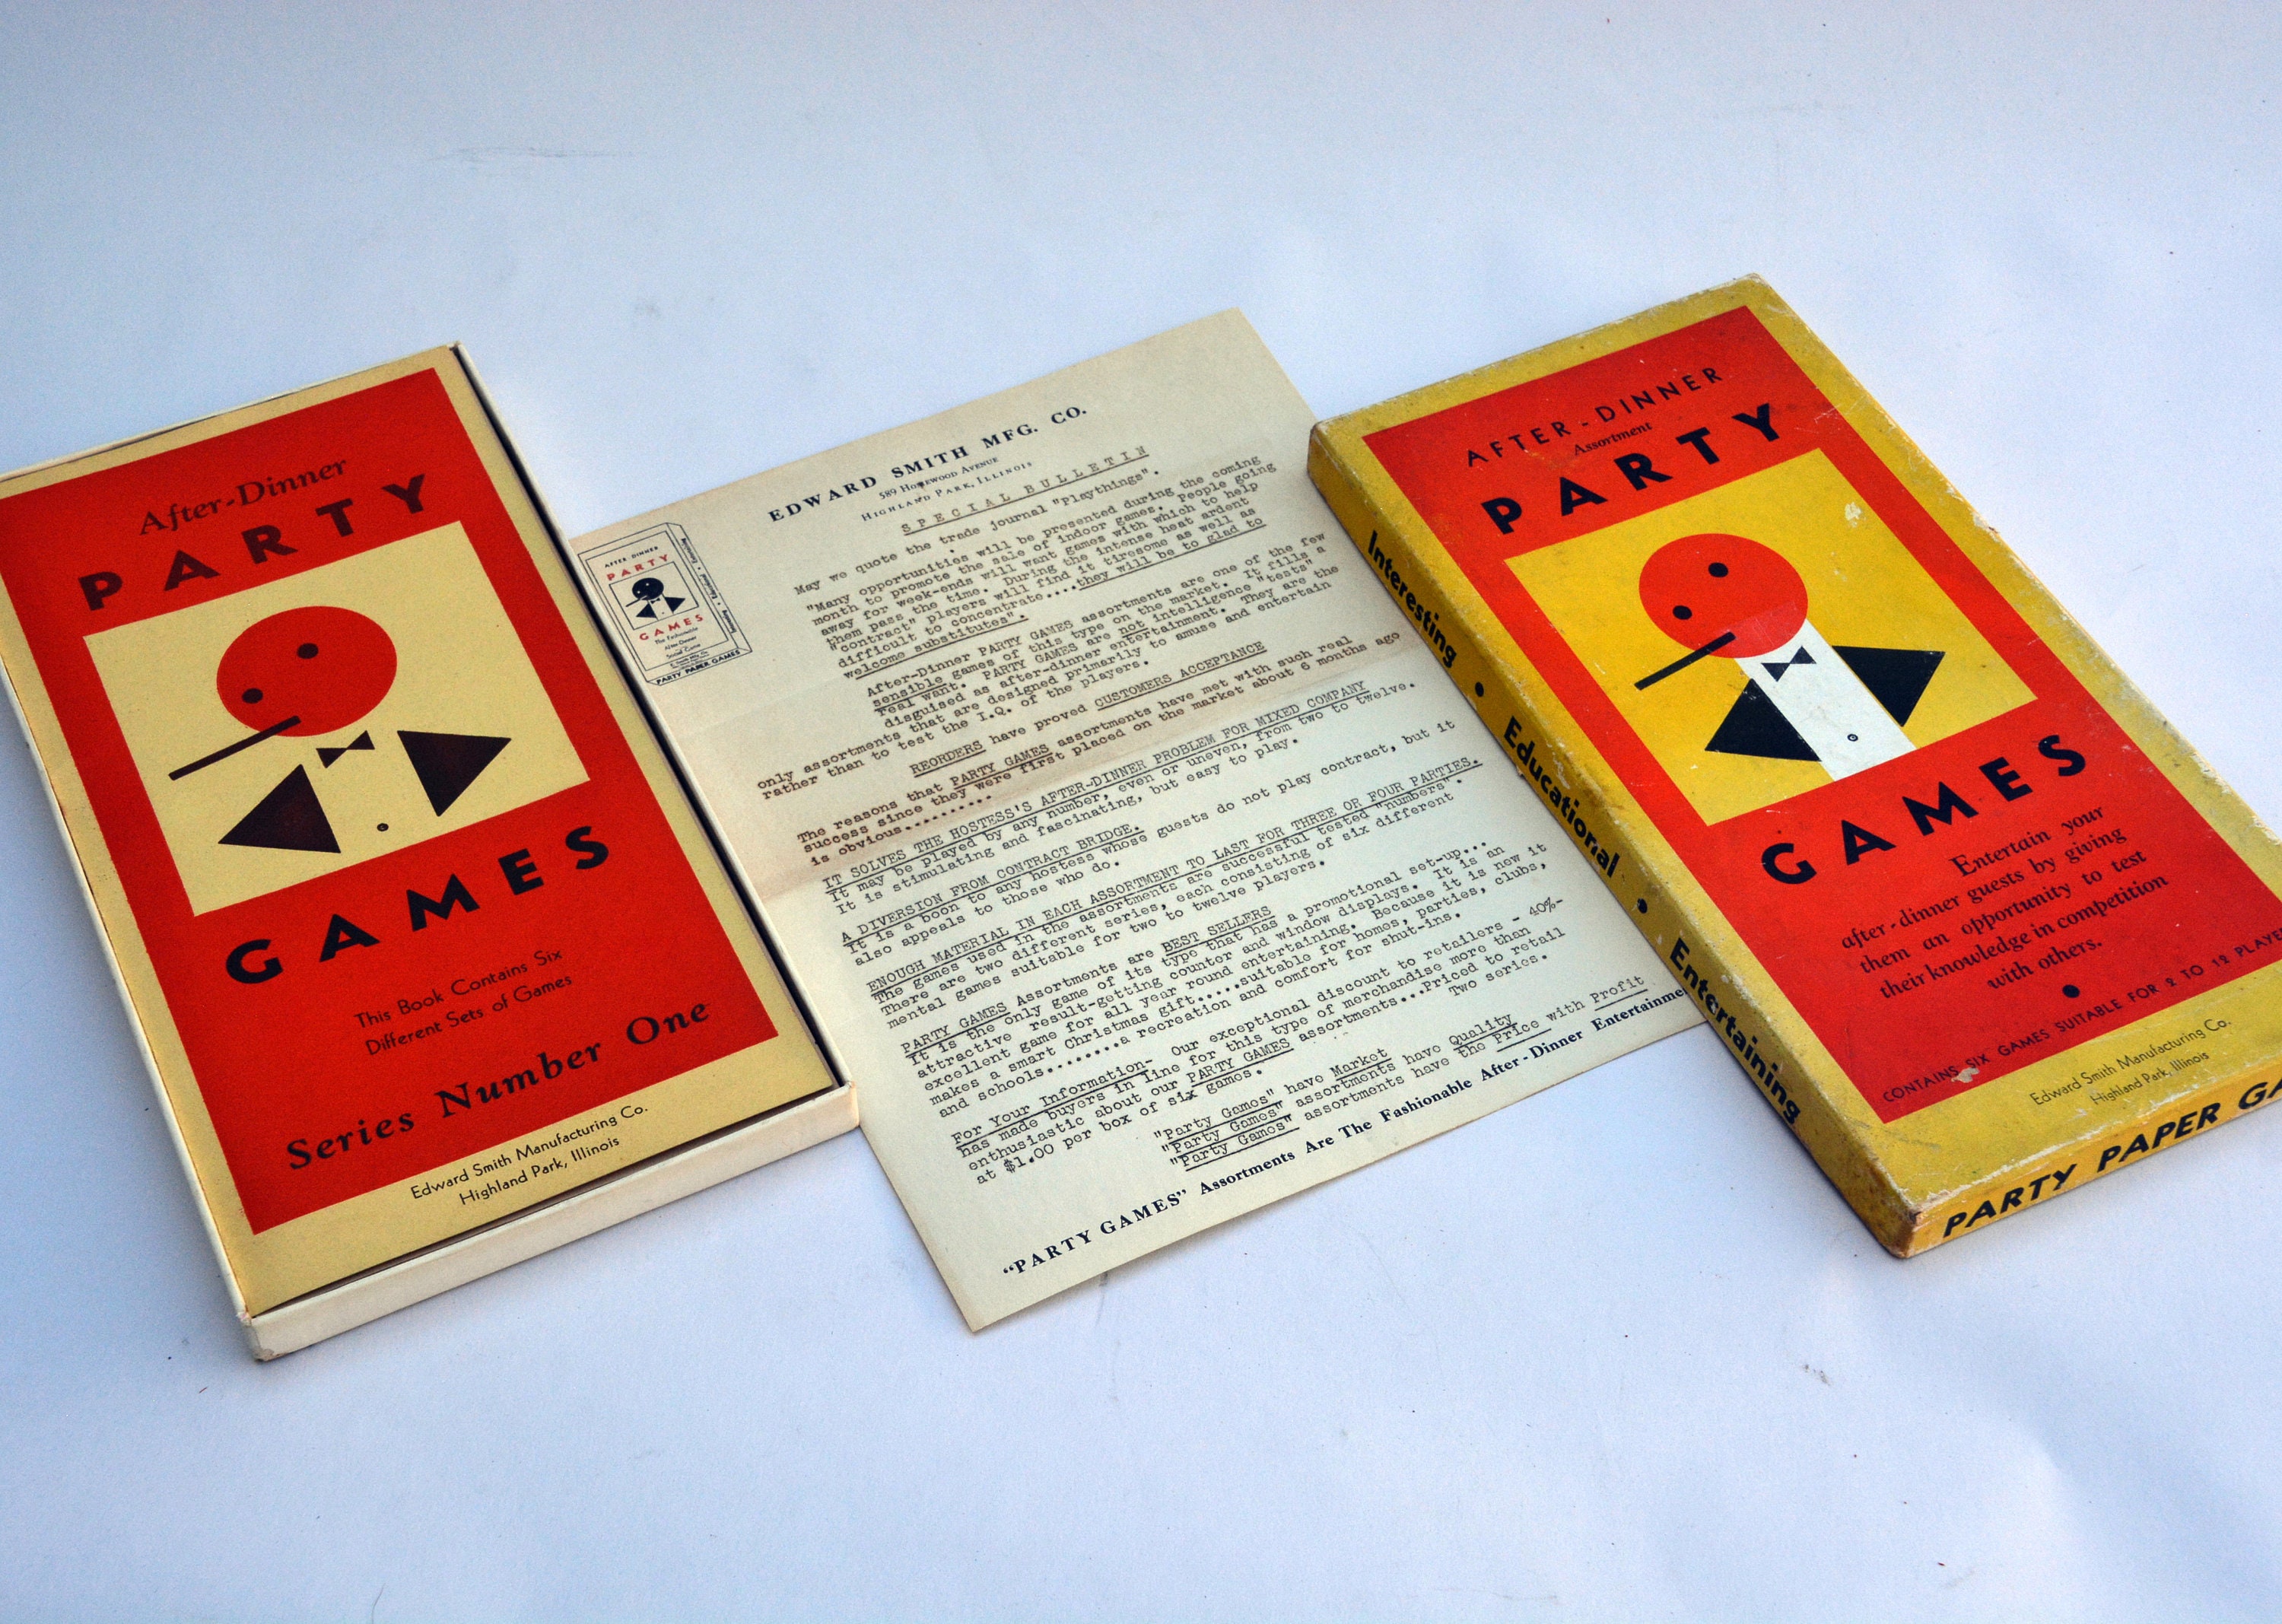 After-Dinner
PARTY
GAMES
This Book Contains Six
Different Sets of Games
Series Number One
Edward Smith Manufacturing Co.
Highland Park, Illinois
EDWARD SMITH MFG. CO.
589 Homewood Avenue
Highland Park, Illinois
AFTER-DINNER
PARTY
GAMES
The Fashionable
After-Dinner
Social Game
PARTY PAPER GAMES
SPECIAL BULLETIN
May we quote the trade journal "Playthings".
"Many opportunities will be presented during the coming
month to promote the sale of indoor games. People going
away for week-ends will want games with which to help
them pass the time. During the intense heat ardent
"contract" players will find it tiresome as well as
difficult to concentrate....they will be to glad to
welcome substitutes".
After-Dinner PARTY GAMES assortments are one of the few
sensible games of this type on the market. It fills a
real want. PARTY GAMES are not intelligence "tests"
disguised as after-dinner entertainment. They are the
only assortments that are designed primarily to amuse and entertain
rather than to test the I.Q. of the players.
REORDERS have proved CUSTOMERS ACCEPTANCE
The reasons that PARTY GAMES assortments have met with such real
success since they were first placed on the market about 6 months ago
is obvious..........
IT SOLVES THE HOSTESS'S AFTER-DINNER PROBLEM FOR MIXED COMPANY
It may be played by any number, even or uneven, from two to twelve.
It is stimulating and fascinating, but easy to play.
A DIVERSION FROM CONTRACT BRIDGE.
It is a boon to any hostess whose guests do not play contract, but it
also appeals to those who do.
ENOUGH MATERIAL IN EACH ASSORTMENT TO LAST FOR THREE OR FOUR PARTIES.
The games used in the assortments are successful tested "numbers".
There are two different series, each consisting of six different
mental games suitable for two to twelve players.
PARTY GAMES Assortments are BEST SELLERS
It is the only game of its type that has a promotional set-up...
attractive, result-getting counter and window displays. It is an
excellent game for all year round entertaining. Because it is new it
makes a smart Christmas gift.....suitable for homes, parties, clubs,
and schools.......a recreation and comfort for shut-ins.
For Your Information- Our exceptional discount to retailers - 40%-
has made buyers in line for this type of merchandise more than
enthusiastic about our PARTY GAMES assortments...Priced to retail
at $1.00 per box of six games. Two series.
"Party Games" have Market
"Party Games" assortments have Quality
"Party Games" assortments have the Price with Profit
"PARTY GAMES" Assortments Are The Fashionable After-Dinner
AFTER-DINNER
Assortment
PARTY
GAMES
Entertain your
after-dinner guests by giving
them an opportunity to test
their knowledge in competition
with others.
CONTAINS SIX GAMES SUITABLE FOR 2 TO 12
Edward Smith Manufacturing Co.
Highland Park, Illinois
Interesting • Educational • Entertaining
PARTY PAPER